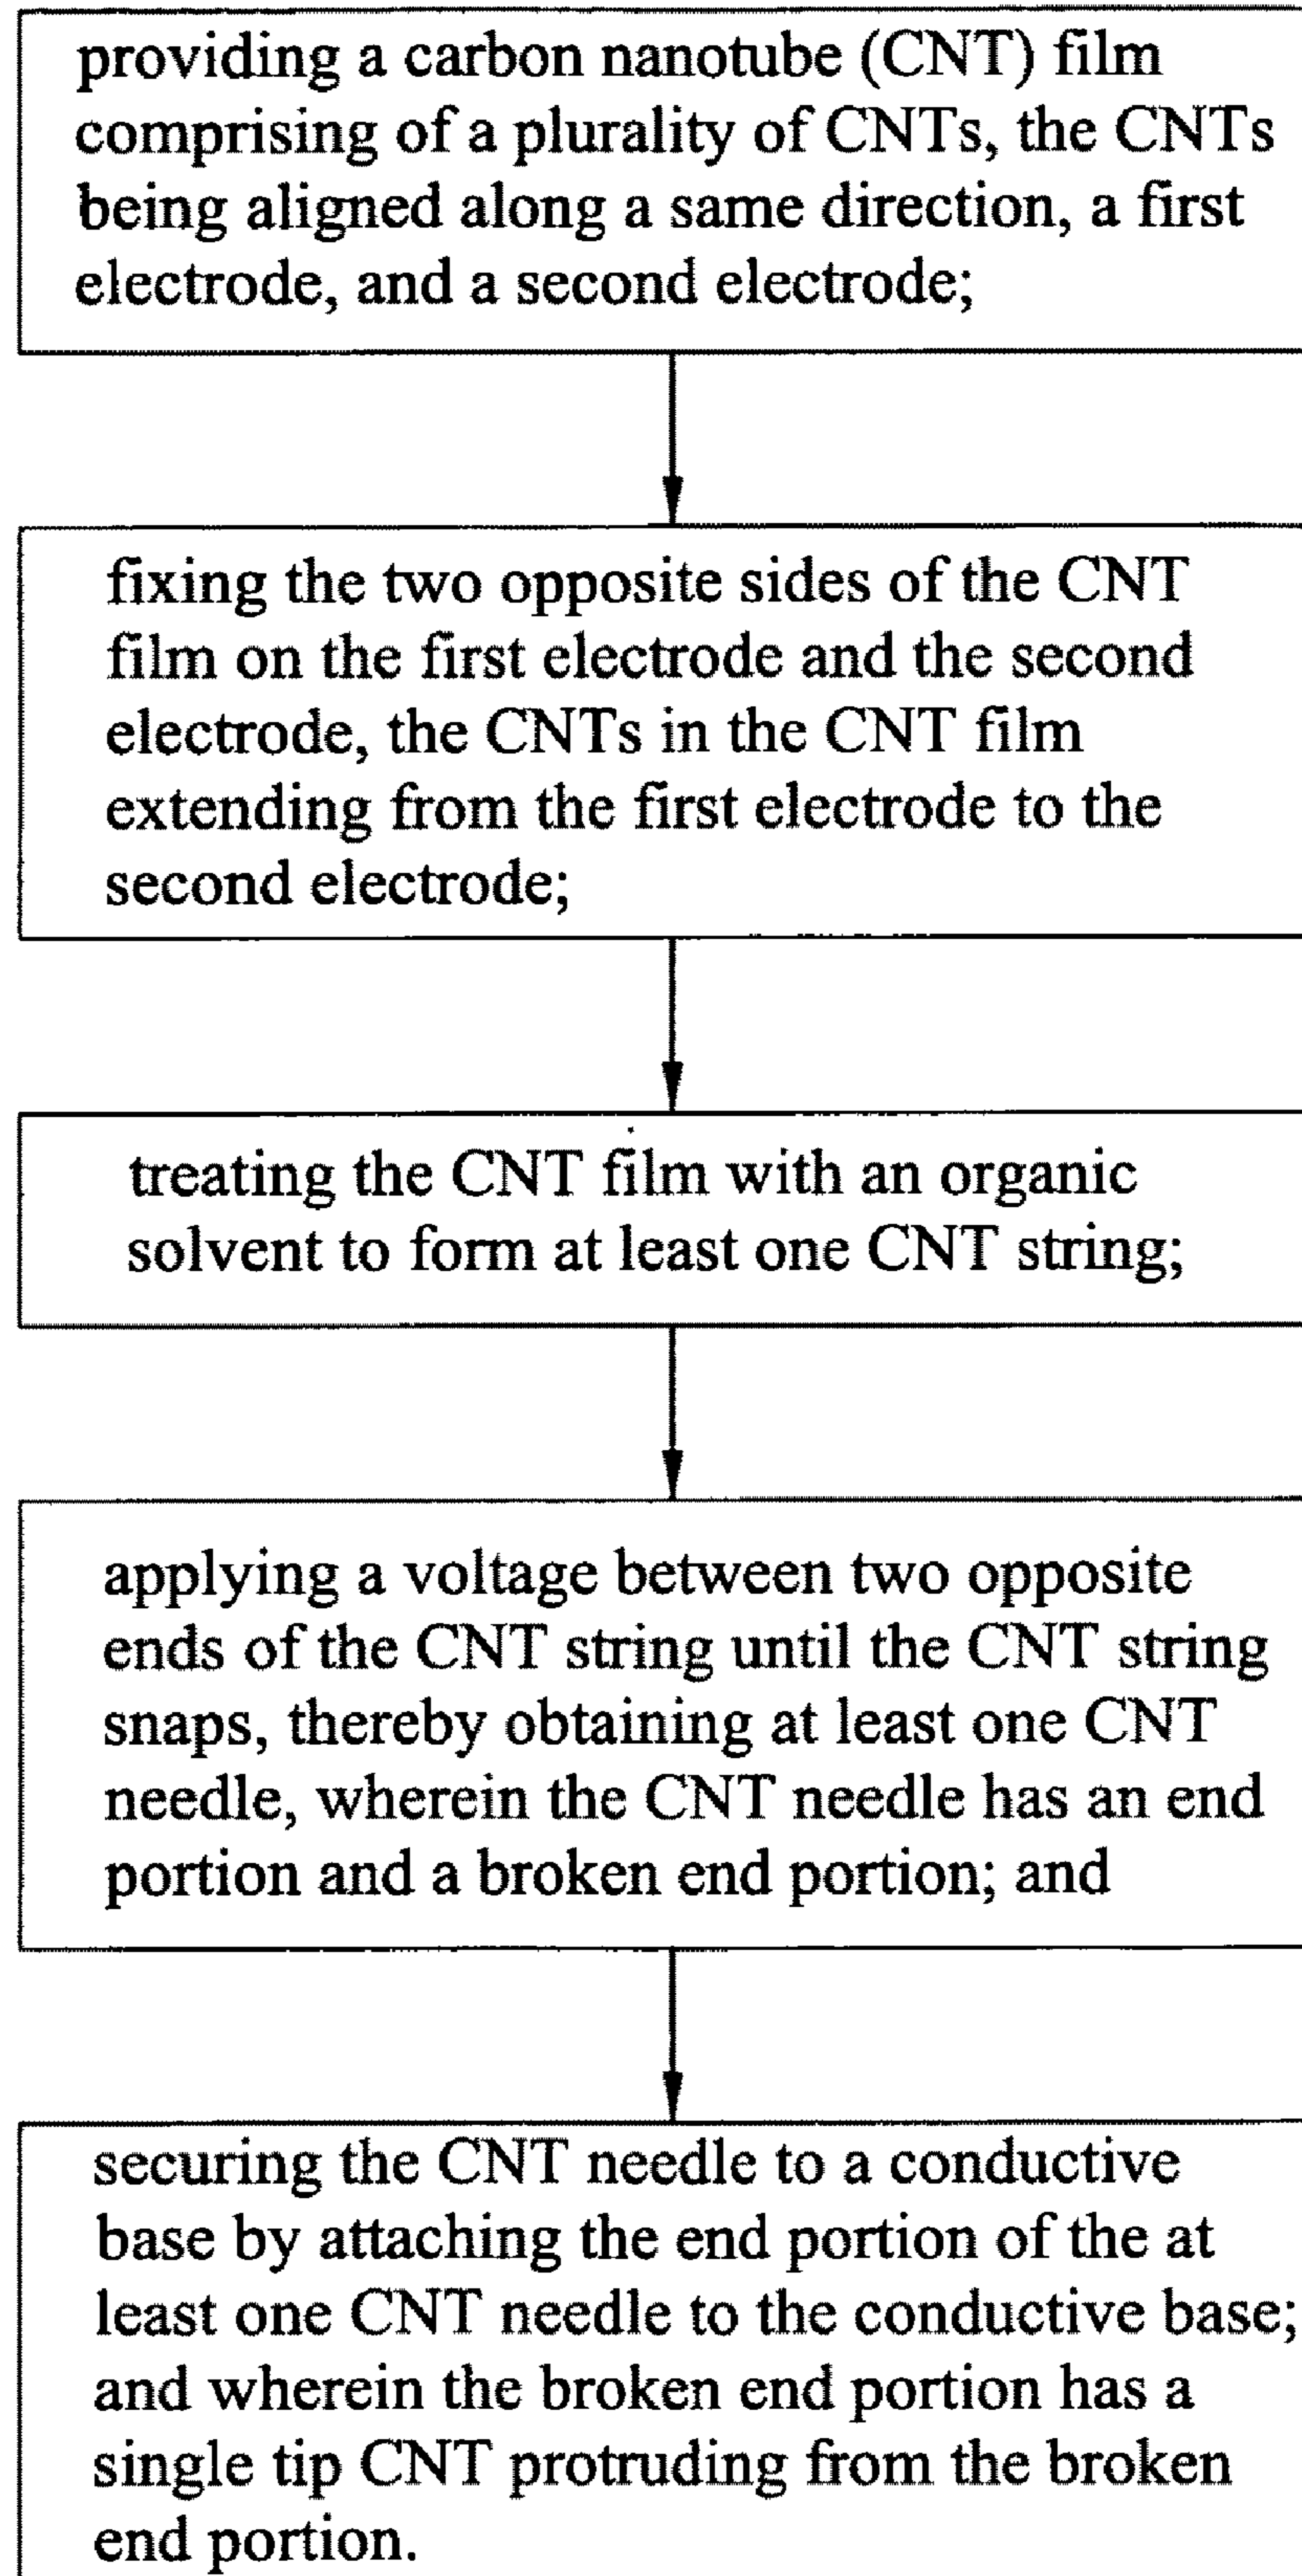 providing a carbon nanotube (CNT) film
comprising of a plurality of CNTs, the CNTs
being aligned along a same direction, a first
electrode, and a second electrode;
fixing the two opposite sides of the CNT
film on the first electrode and the second
electrode, the CNTs in the CNT film
extending from the first electrode to the
second electrode;
treating the CNT film with an organic
solvent to form at least one CNT string;
applying a voltage between two opposite
ends of the CNT string until the CNT string
snaps, thereby obtaining at least one CNT
needle, wherein the CNT needle has an end
portion and a broken end portion; and
securing the CNT needle to a conductive
base by attaching the end portion of the at
least one CNT needle to the conductive base;
and wherein the broken end portion has a
single tip CNT protruding from the broken
end portion.